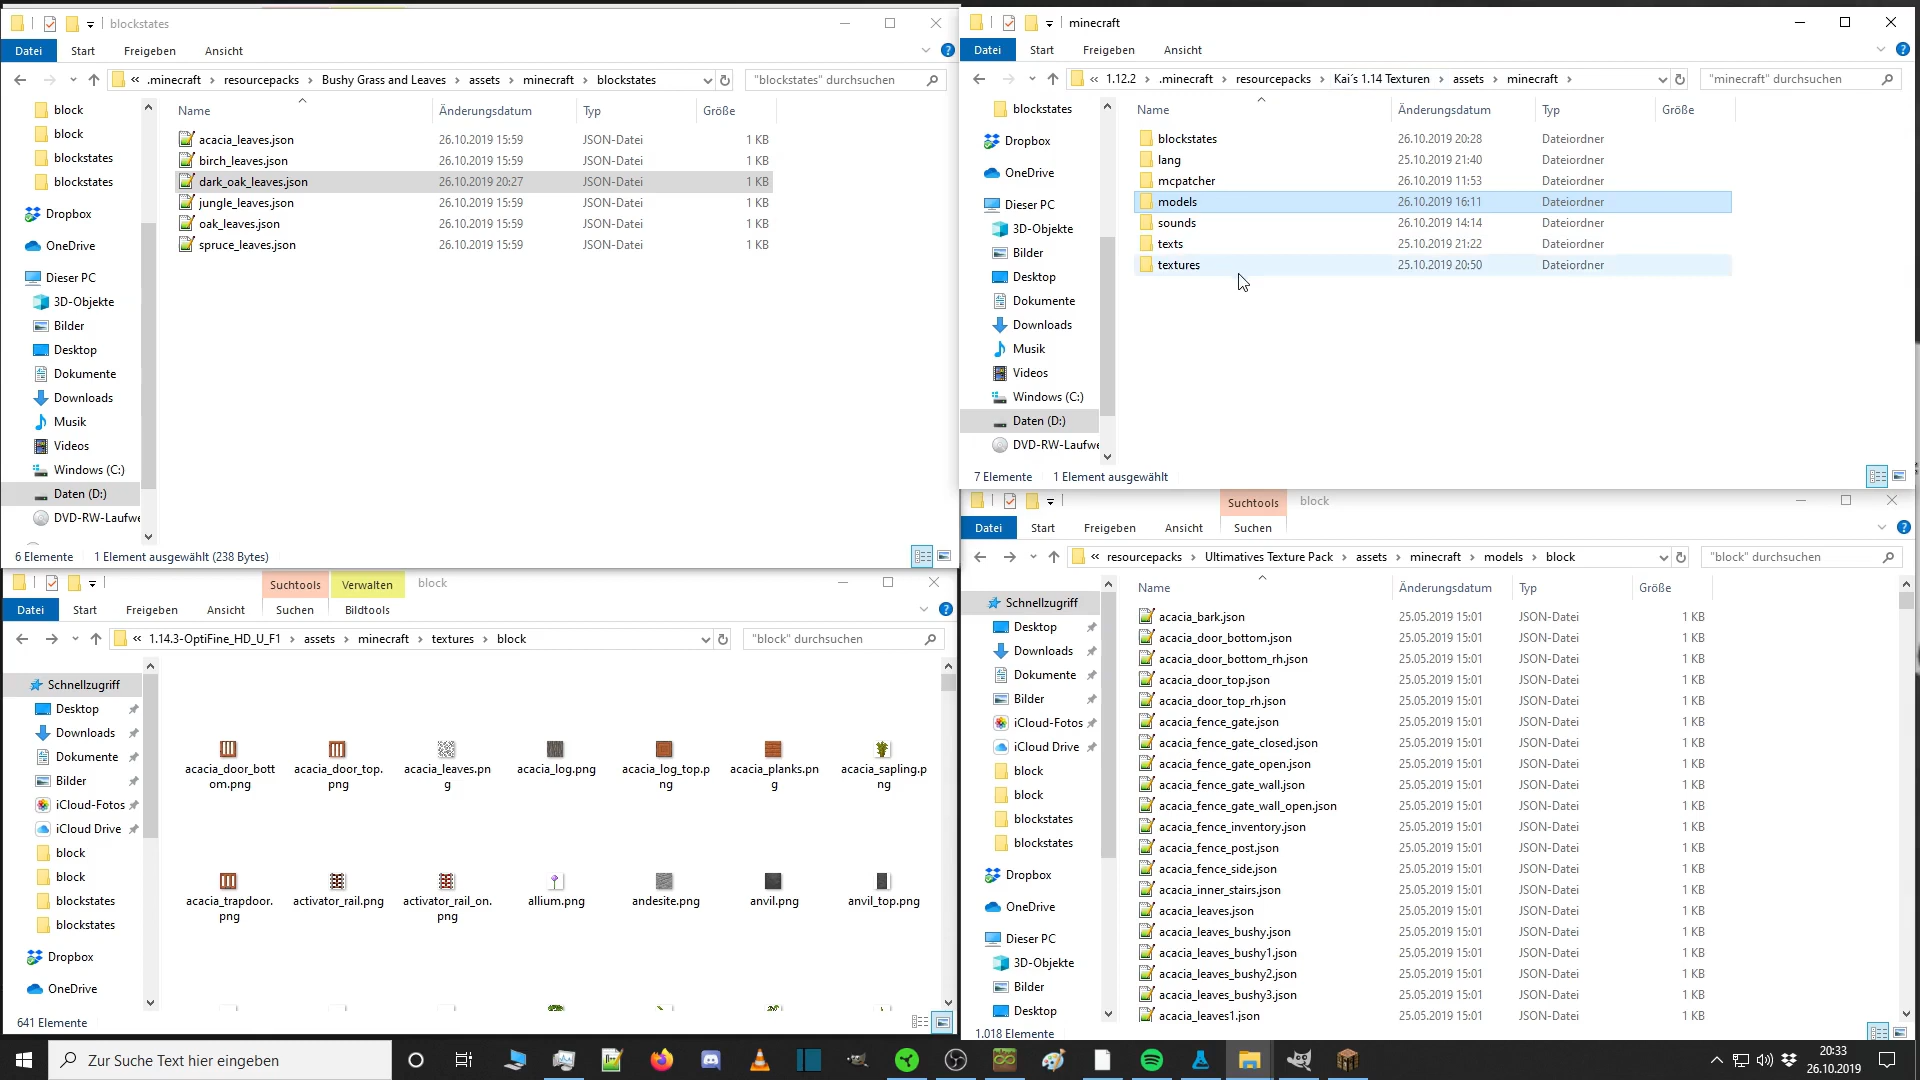 blockstates
Datei Start Freigeben Ansicht
« .minecraft › resourcepacks › Bushy Grass and Leaves › assets › minecraft › blockstates
"blockstates" durchsuchen
block
block
blockstates
blockstates
Dropbox
OneDrive
Dieser PC
3D-Objekte
Bilder
Desktop
Dokumente
Downloads
Musik
Videos
Windows (C:)
Daten (D:)
DVD-RW-Laufwe
Name Änderungsdatum Typ Größe
acacia_leaves.json 26.10.2019 15:59 JSON-Datei 1 KB
birch_leaves.json 26.10.2019 15:59 JSON-Datei 1 KB
dark_oak_leaves.json 26.10.2019 20:27 JSON-Datei 1 KB
jungle_leaves.json 26.10.2019 15:59 JSON-Datei 1 KB
oak_leaves.json 26.10.2019 15:59 JSON-Datei 1 KB
spruce_leaves.json 26.10.2019 15:59 JSON-Datei 1 KB
6 Elemente 1 Element ausgewählt (238 Bytes)
minecraft
Datei Start Freigeben Ansicht
« 1.12.2 › .minecraft › resourcepacks › Kai´s 1.14 Texturen › assets › minecraft ›
"minecraft" durchsuchen
blockstates
Dropbox
OneDrive
Dieser PC
3D-Objekte
Bilder
Desktop
Dokumente
Downloads
Musik
Videos
Windows (C:)
Daten (D:)
DVD-RW-Laufwe
Name Änderungsdatum Typ Größe
blockstates 26.10.2019 20:28 Dateiordner
lang 25.10.2019 21:40 Dateiordner
mcpatcher 26.10.2019 11:53 Dateiordner
models 26.10.2019 16:11 Dateiordner
sounds 26.10.2019 14:14 Dateiordner
texts 25.10.2019 21:22 Dateiordner
textures 25.10.2019 20:50 Dateiordner
7 Elemente 1 Element ausgewählt
Suchtools Verwalten block
Datei Start Freigeben Ansicht Suchen Bildtools
« 1.14.3-OptiFine_HD_U_F1 › assets › minecraft › textures › block
"block" durchsuchen
Schnellzugriff
Desktop
Downloads
Dokumente
Bilder
iCloud-Fotos
iCloud Drive
block
block
blockstates
blockstates
Dropbox
OneDrive
acacia_door_bott
om.png
acacia_door_top.
png
acacia_leaves.pn
g
acacia_log.png
acacia_log_top.p
ng
acacia_planks.pn
g
acacia_sapling.p
ng
acacia_trapdoor.
png
activator_rail.png
activator_rail_on.
png
allium.png
andesite.png
anvil.png
anvil_top.png
641 Elemente
Suchtools block
Datei Start Freigeben Ansicht Suchen
« resourcepacks › Ultimatives Texture Pack › assets › minecraft › models › block
"block" durchsuchen
Schnellzugriff
Desktop
Downloads
Dokumente
Bilder
iCloud-Fotos
iCloud Drive
block
block
blockstates
blockstates
Dropbox
OneDrive
Dieser PC
3D-Objekte
Bilder
Desktop
Name Änderungsdatum Typ Größe
acacia_bark.json 25.05.2019 15:01 JSON-Datei 1 KB
acacia_door_bottom.json 25.05.2019 15:01 JSON-Datei 1 KB
acacia_door_bottom_rh.json 25.05.2019 15:01 JSON-Datei 1 KB
acacia_door_top.json 25.05.2019 15:01 JSON-Datei 1 KB
acacia_door_top_rh.json 25.05.2019 15:01 JSON-Datei 1 KB
acacia_fence_gate.json 25.05.2019 15:01 JSON-Datei 1 KB
acacia_fence_gate_closed.json 25.05.2019 15:01 JSON-Datei 1 KB
acacia_fence_gate_open.json 25.05.2019 15:01 JSON-Datei 1 KB
acacia_fence_gate_wall.json 25.05.2019 15:01 JSON-Datei 1 KB
acacia_fence_gate_wall_open.json 25.05.2019 15:01 JSON-Datei 1 KB
acacia_fence_inventory.json 25.05.2019 15:01 JSON-Datei 1 KB
acacia_fence_post.json 25.05.2019 15:01 JSON-Datei 1 KB
acacia_fence_side.json 25.05.2019 15:01 JSON-Datei 1 KB
acacia_inner_stairs.json 25.05.2019 15:01 JSON-Datei 1 KB
acacia_leaves.json 25.05.2019 15:01 JSON-Datei 1 KB
acacia_leaves_bushy.json 25.05.2019 15:01 JSON-Datei 1 KB
acacia_leaves_bushy1.json 25.05.2019 15:01 JSON-Datei 1 KB
acacia_leaves_bushy2.json 25.05.2019 15:01 JSON-Datei 1 KB
acacia_leaves_bushy3.json 25.05.2019 15:01 JSON-Datei 1 KB
acacia_leaves1.json 25.05.2019 15:01 JSON-Datei 1 KB
1.018 Elemente
Zur Suche Text hier eingeben
20:33
26.10.2019